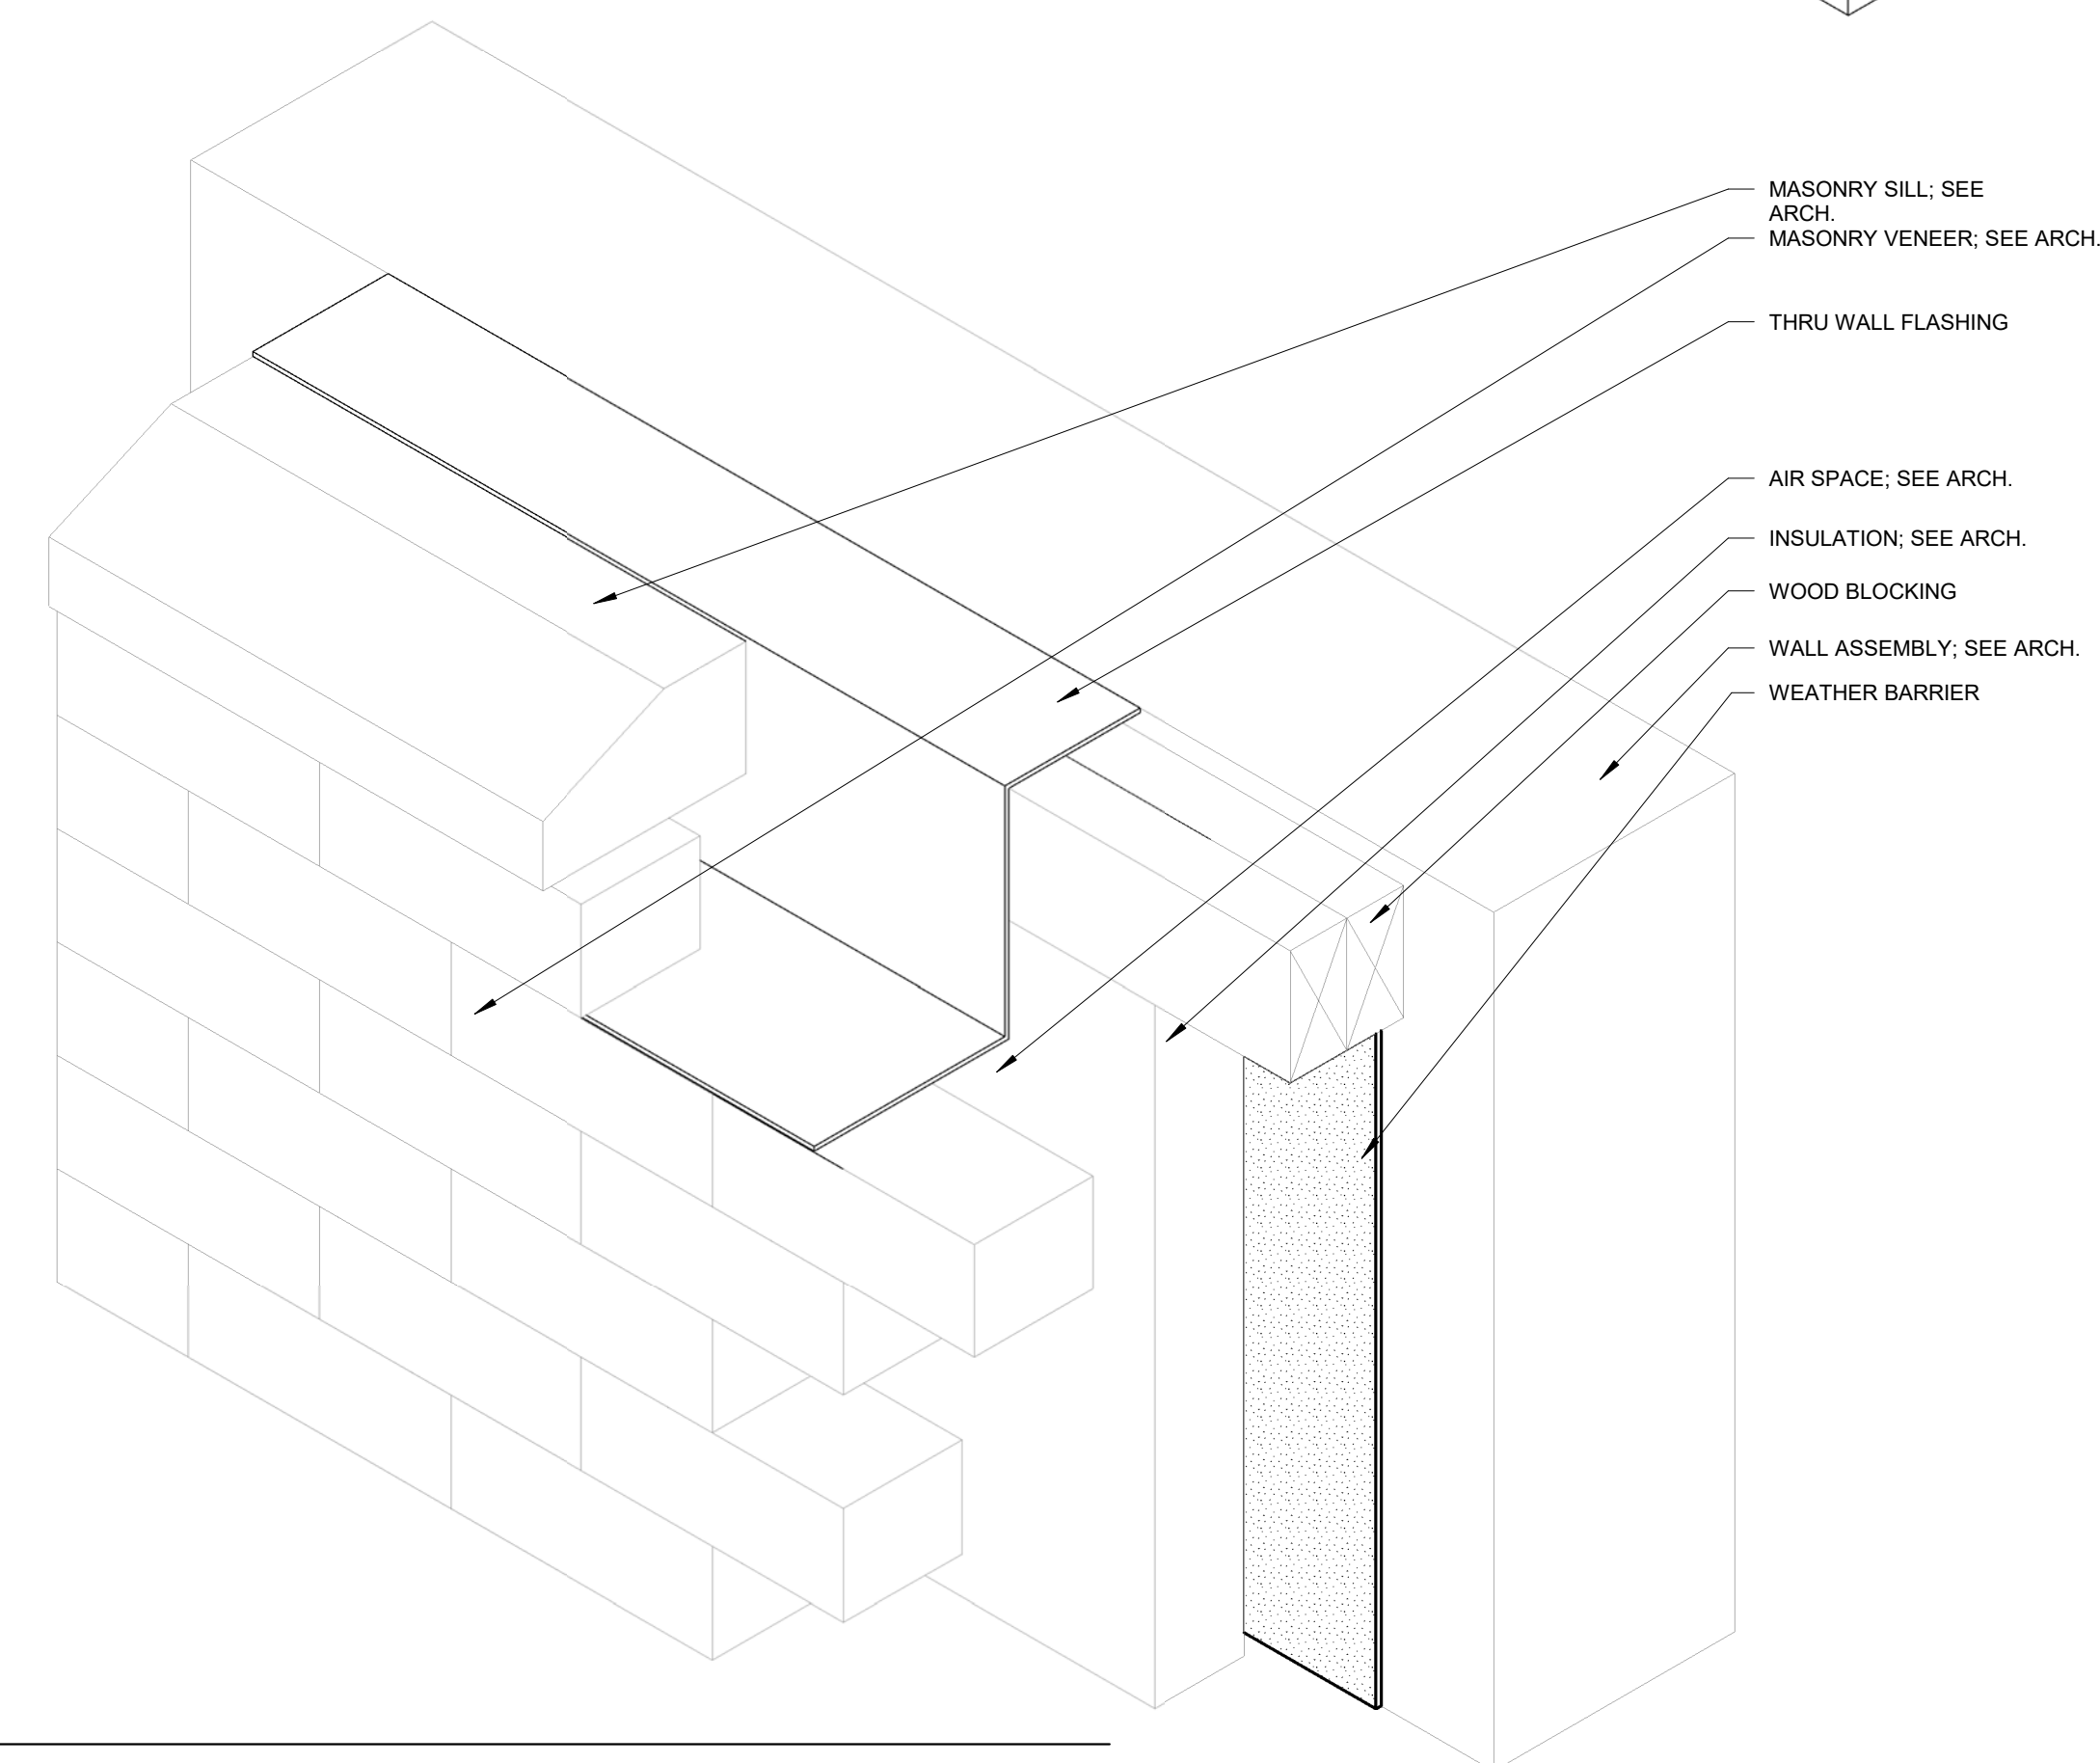 MASONRY SILL; SEE
ARCH.
MASONRY VENEER; SEE ARCH.
THRU WALL FLASHING
AIR SPACE; SEE ARCH.
INSULATION; SEE ARCH.
WOOD BLOCKING
WALL ASSEMBLY; SEE ARCH.
WEATHER BARRIER